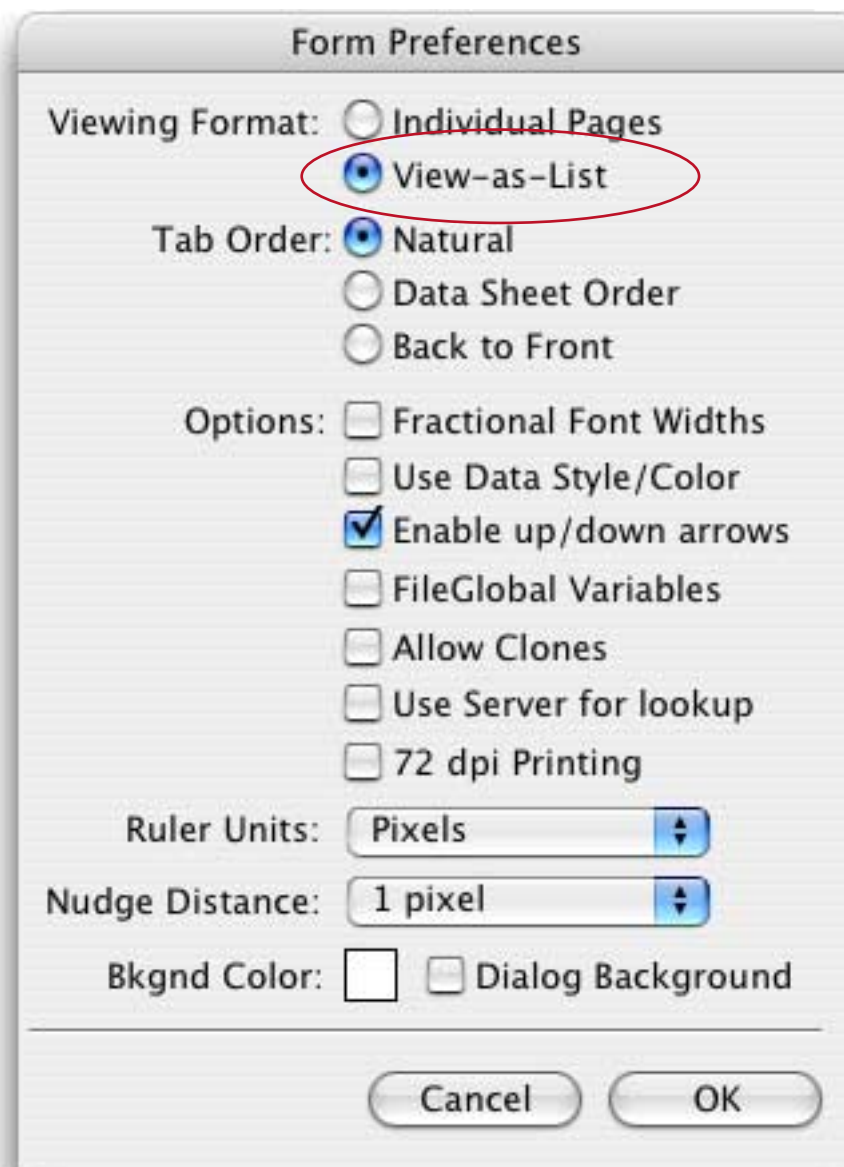 Form Preferences
Viewing Format: Individual Pages
View-as-List
Tab Order: Natural
Data Sheet Order
Back to Front
Options: Fractional Font Widths
Use Data Style/Color
Enable up/down arrows
FileGlobal Variables
Allow Clones
Use Server for lookup
72 dpi Printing
Ruler Units: Pixels
Nudge Distance: 1 pixel
Bkgnd Color: Dialog Background
Cancel OK